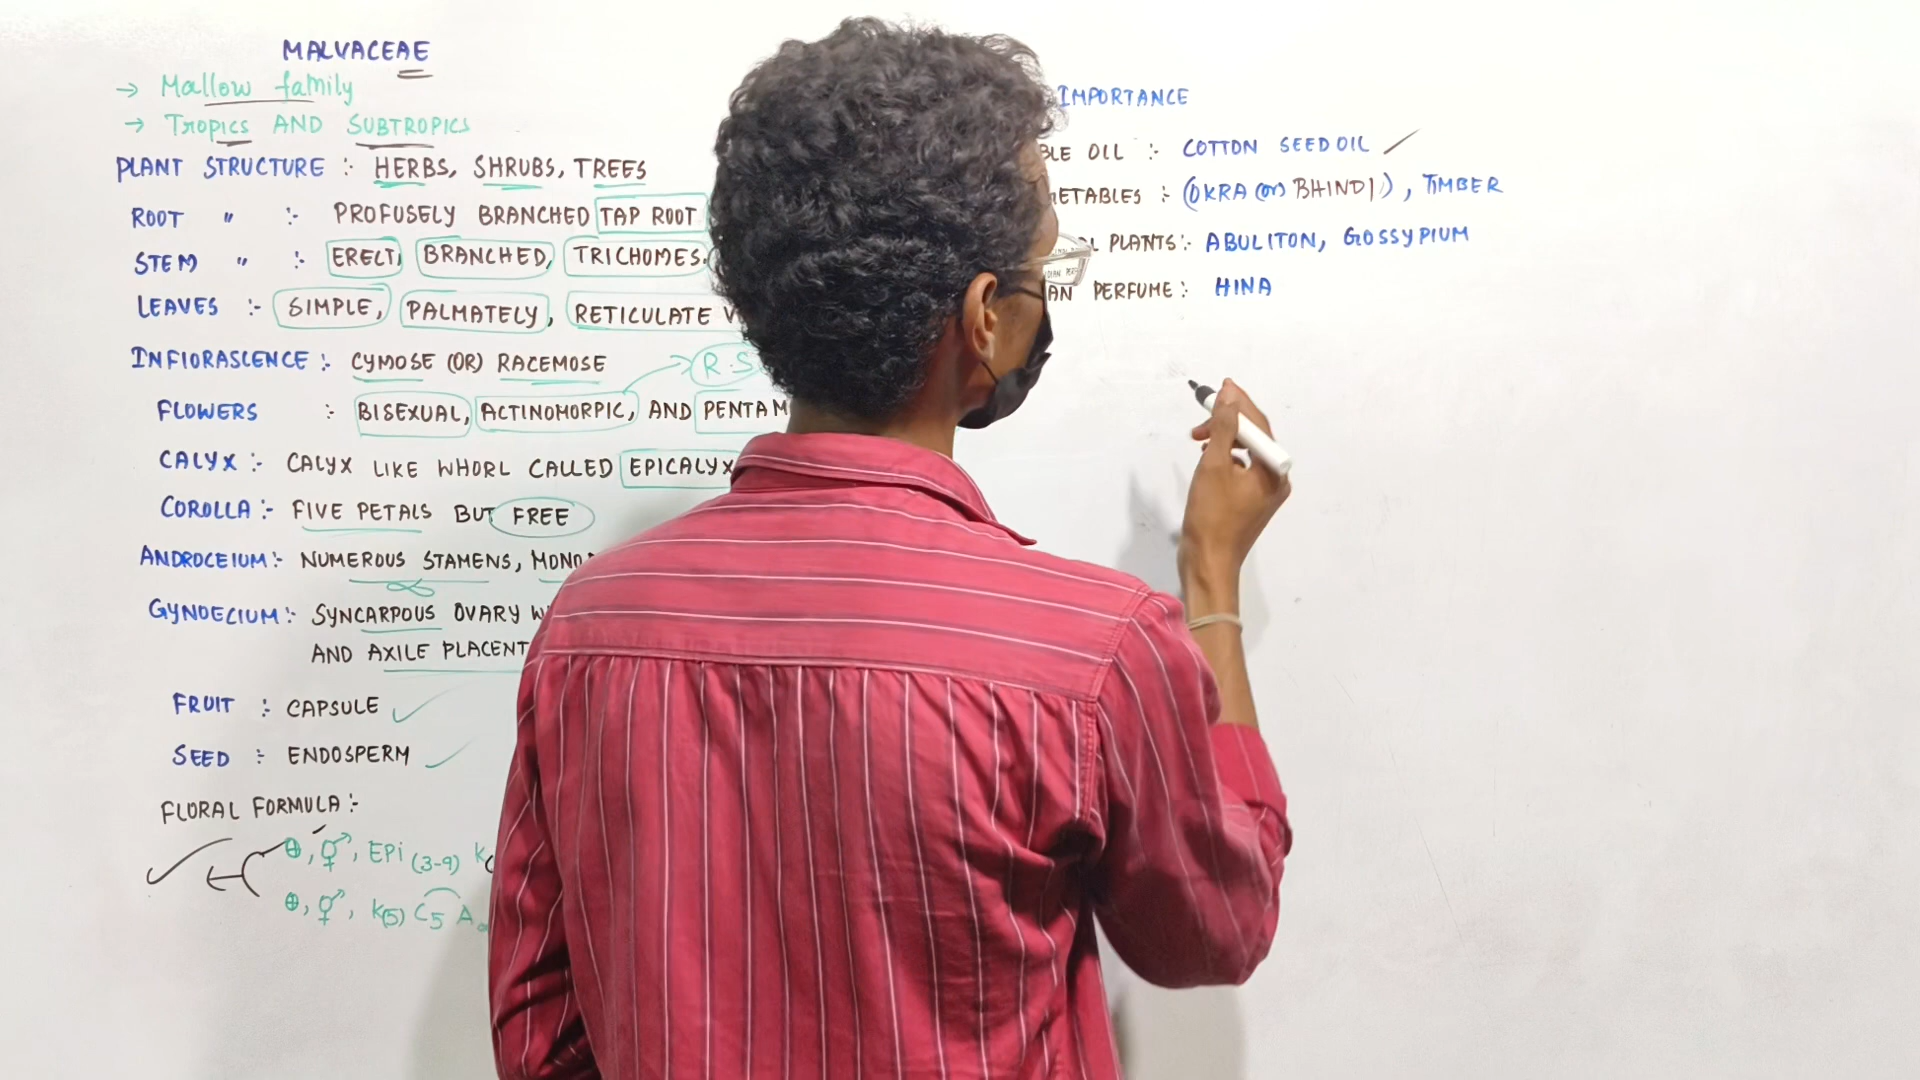 MALVACEAE
→ Mallow family
→ Tropics AND SUBTROPICS
PLANT STRUCTURE :- HERBS, SHRUBS, TREES
ROOT " :- PROFUSELY BRANCHED TAP ROOT
STEM " :- ERECT, BRANCHED, TRICHOMES.
LEAVES :- SIMPLE, PALMATELY, RETICULATE V
INFIORASCENCE :- CYMOSE (OR) RACEMOSE → R.S
FLOWERS : BISEXUAL, ACTINOMORPIC, AND PENTAM
CALYX :- CALYX LIKE WHORL CALLED EPICALYX
COROLLA :- FIVE PETALS BUT FREE
ANDROCEIUM :- NUMEROUS STAMENS, MONO
∝
GYNOECIUM :- SYNCARPOUS OVARY W
AND AXILE PLACENT
FRUIT : CAPSULE ✓
SEED : ENDOSPERM ✓
FLORAL FORMULA :-
⊕, ⚥, EPi (3-9) K(
⊕, ⚥, K(5) C5 A∞
IMPORTANCE
BLE OIL :- COTTON SEED OIL
GETABLES :- (OKRA (or) BHINDI), TIMBER
L PLANTS :- ABULITON, GOSSYPIUM
AN PERFUME :- HINA